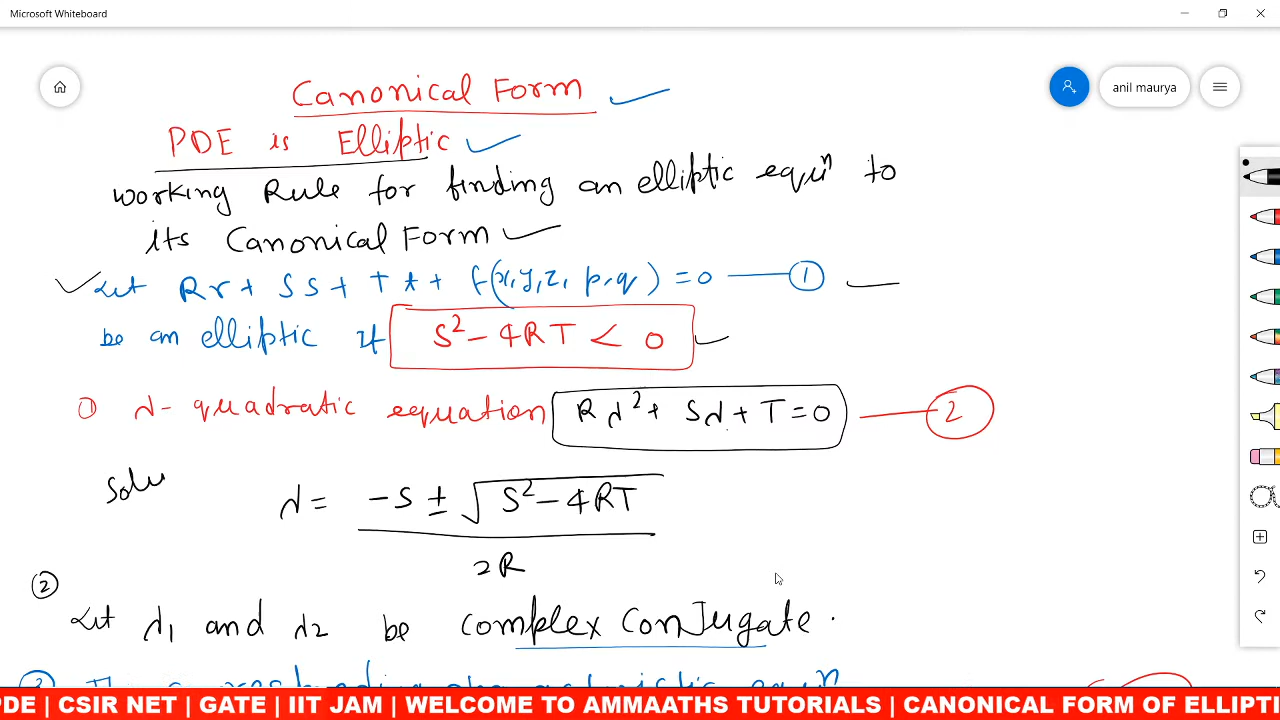 Microsoft Whiteboard
anil maurya
Canonical Form
PDE is Elliptic
working Rule for finding an elliptic equⁿ to
its Canonical Form
Let Rr + Ss + Tt + f(x,y,z, p,q) = 0 —— ①
be an elliptic if S² - 4RT < 0
① λ - quadratic equation Rλ² + Sλ + T = 0 —— ②
Solu
λ = (-S ± √(S² - 4RT)) / 2R
②
Let λ1 and λ2 be complex conjugate.
PDE | CSIR NET | GATE | IIT JAM | WELCOME TO AMMAATHS TUTORIALS | CANONICAL FORM OF ELLIPTI